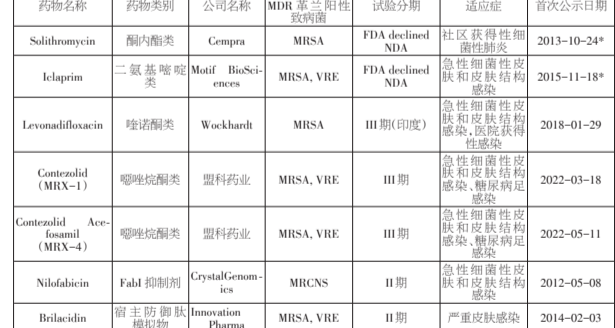 药物名称 药物类别 公司名称 MDR 革兰阳性致病菌 试验分期 适应症 首次公示日期
Solithromycin 酮内酯类 Cempra MRSA FDA declined NDA 社区获得性细菌性肺炎 2013-10-24*
Iclaprim 二氨基嘧啶类 Motif BioSciences MRSA, VRE FDA declined NDA 急性细菌性皮肤和皮肤结构感染 2015-11-18*
Levonadifloxacin 喹诺酮类 Wockhardt MRSA III期(印度) 急性细菌性皮肤和皮肤结构感染,医院获得性感染 2018-01-29
Contezolid (MRX-1) 噁唑烷酮类 盟科药业 MRSA, VRE III期 急性细菌性皮肤和皮肤结构感染、糖尿病足感染 2022-03-18
Contezolid Acefosamil (MRX-4) 噁唑烷酮类 盟科药业 MRSA, VRE III期 急性细菌性皮肤和皮肤结构感染、糖尿病足感染 2022-05-11
Nilofabicin FabI 抑制剂 CrystalGenomics MRCNS II期 急性细菌性皮肤和皮肤结构感染 2012-05-08
Brilacidin 宿主防御肽模拟物 Innovation Pharma MRSA, VRE II期 严重皮肤感染 2014-02-03